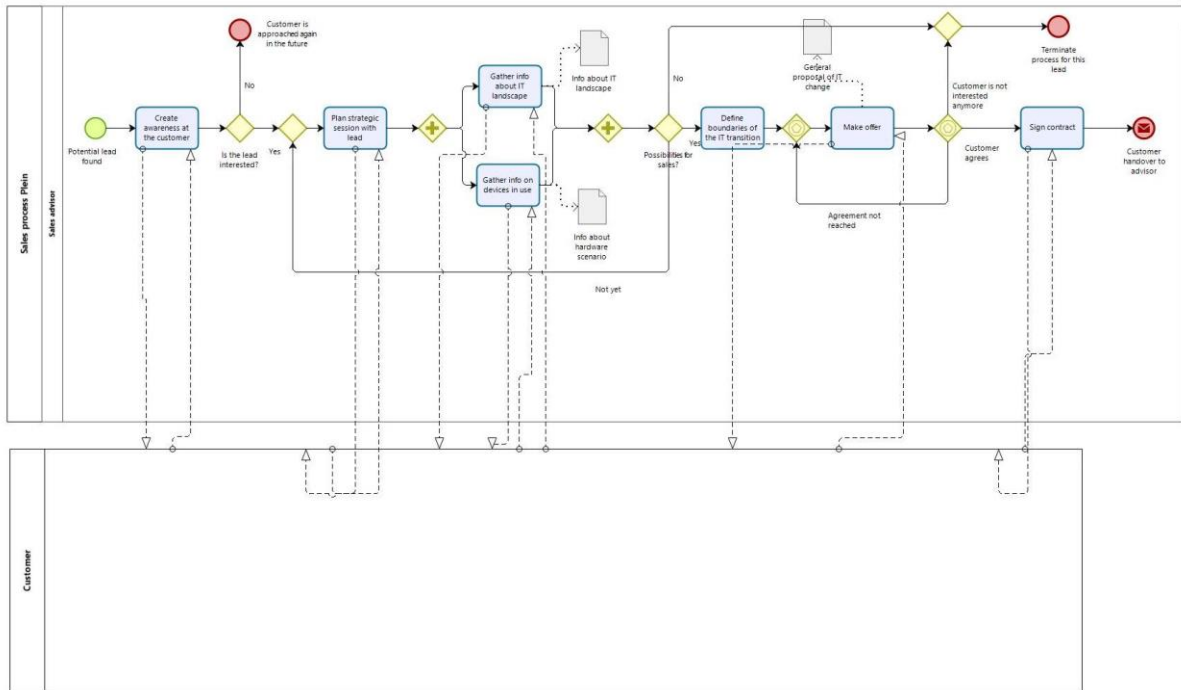 Sales process Plein
Sales advisor
Potential lead
found
Create
awareness at
the customer
Customer is
approached again
in the future
No
Is the lead
interested?
Yes
Plan strategic
session with
lead
Gather info
about IT
landscape
Info about IT
landscape
Gather info on
devices in use
Info about
hardware
scenario
Possibilities for
sales?
No
Yes
Not yet
Define
boundaries of
the IT transition
General
proposal of IT
change
Make offer
Agreement not
reached
Customer is not
interested
anymore
Customer
agrees
Terminate
process for this
lead
Sign contract
Customer
handover to
advisor
Customer